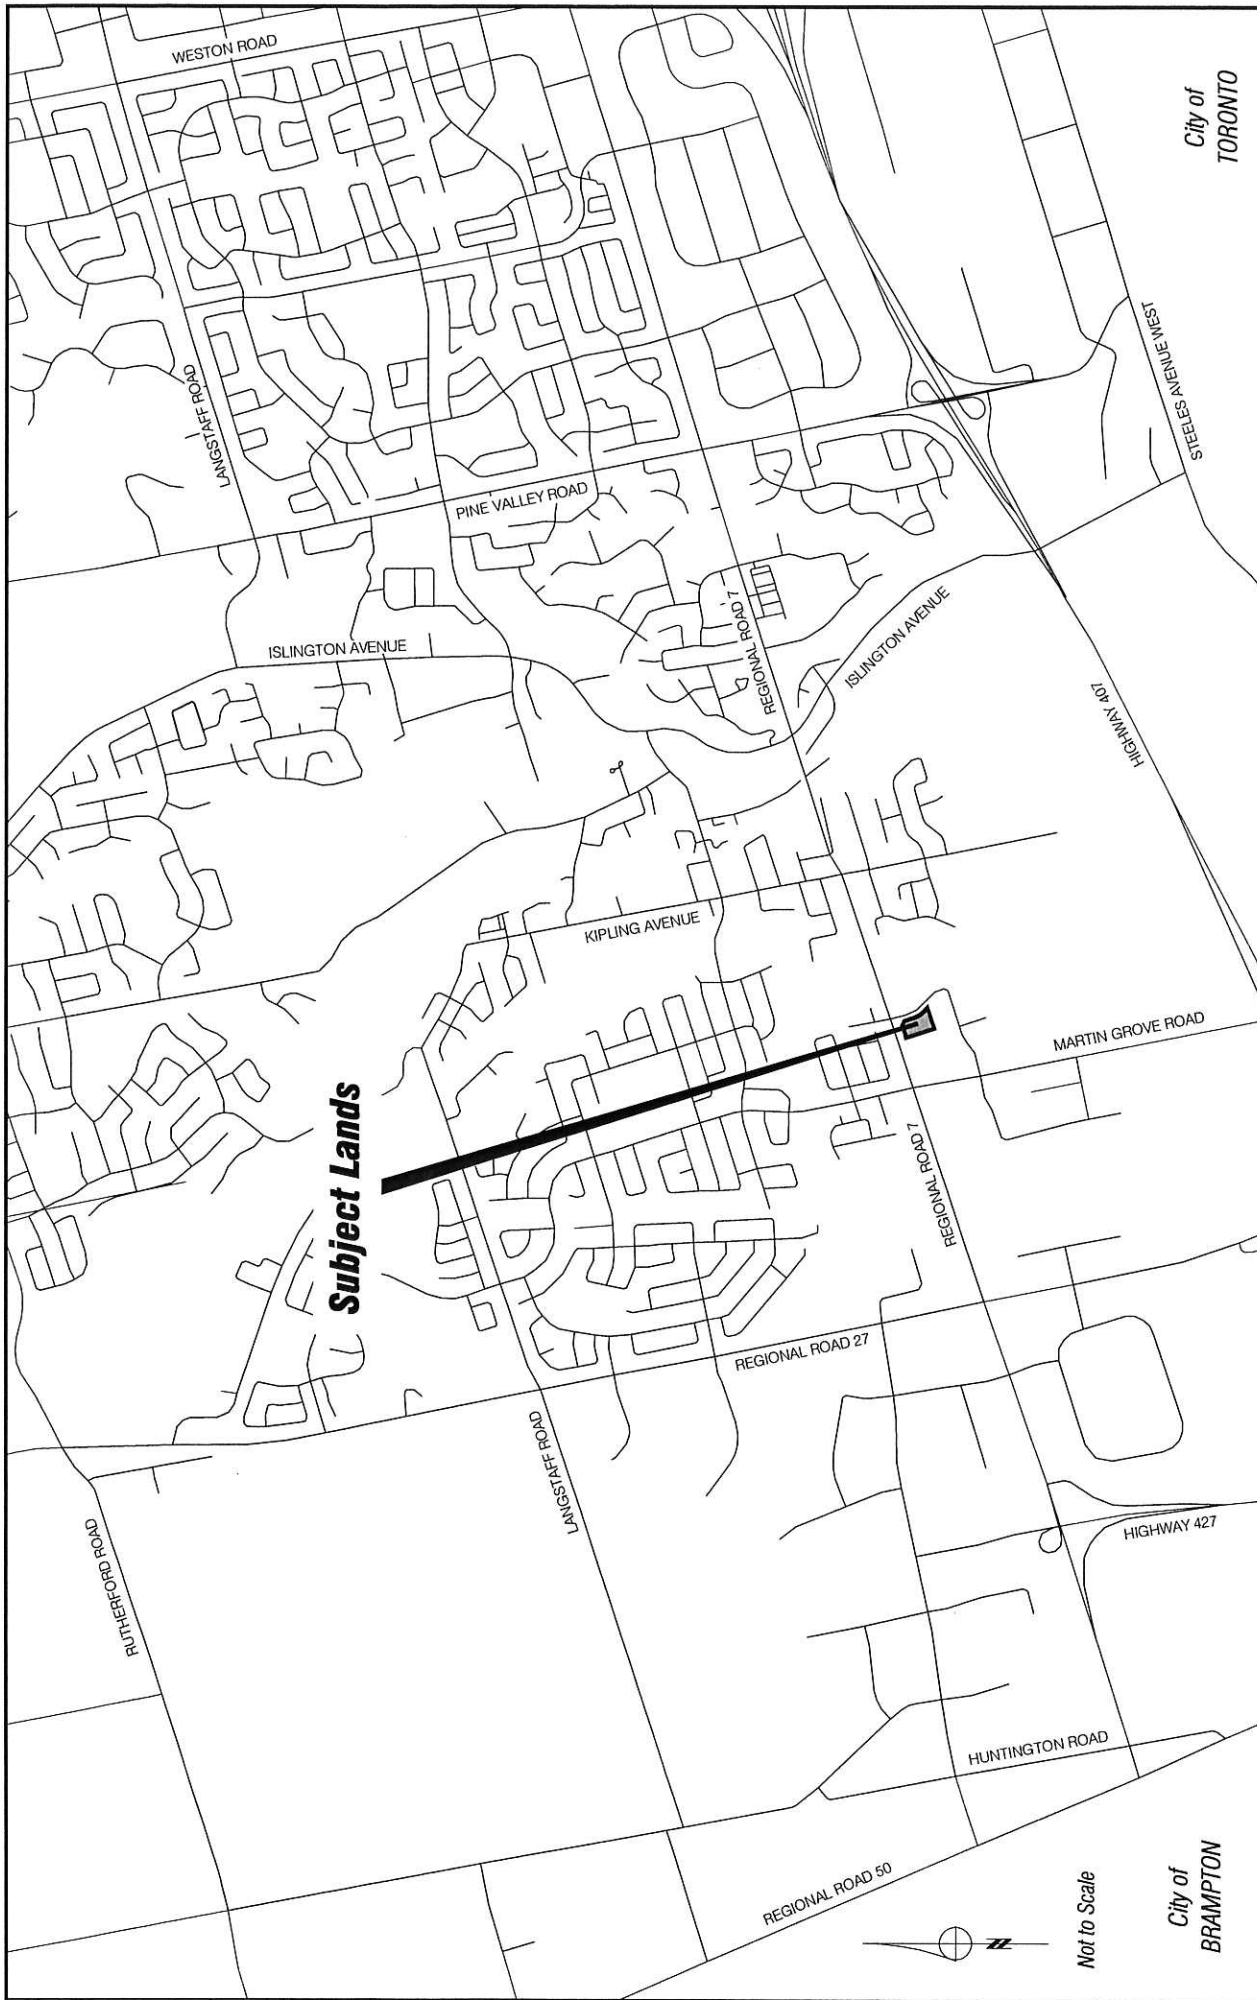 WESTON ROAD
City of
TORONTO
LANGSTAFF ROAD
STEELES AVENUE WEST
PINE VALLEY ROAD
ISLINGTON AVENUE
REGIONAL ROAD 7
ISLINGTON AVENUE
HIGHWAY 407
KIPLING AVENUE
MARTIN GROVE ROAD
Subject Lands
REGIONAL ROAD 7
REGIONAL ROAD 27
LANGSTAFF ROAD
RUTHERFORD ROAD
HIGHWAY 427
HUNTINGTON ROAD
REGIONAL ROAD 50
N
Not to Scale
City of
BRAMPTON